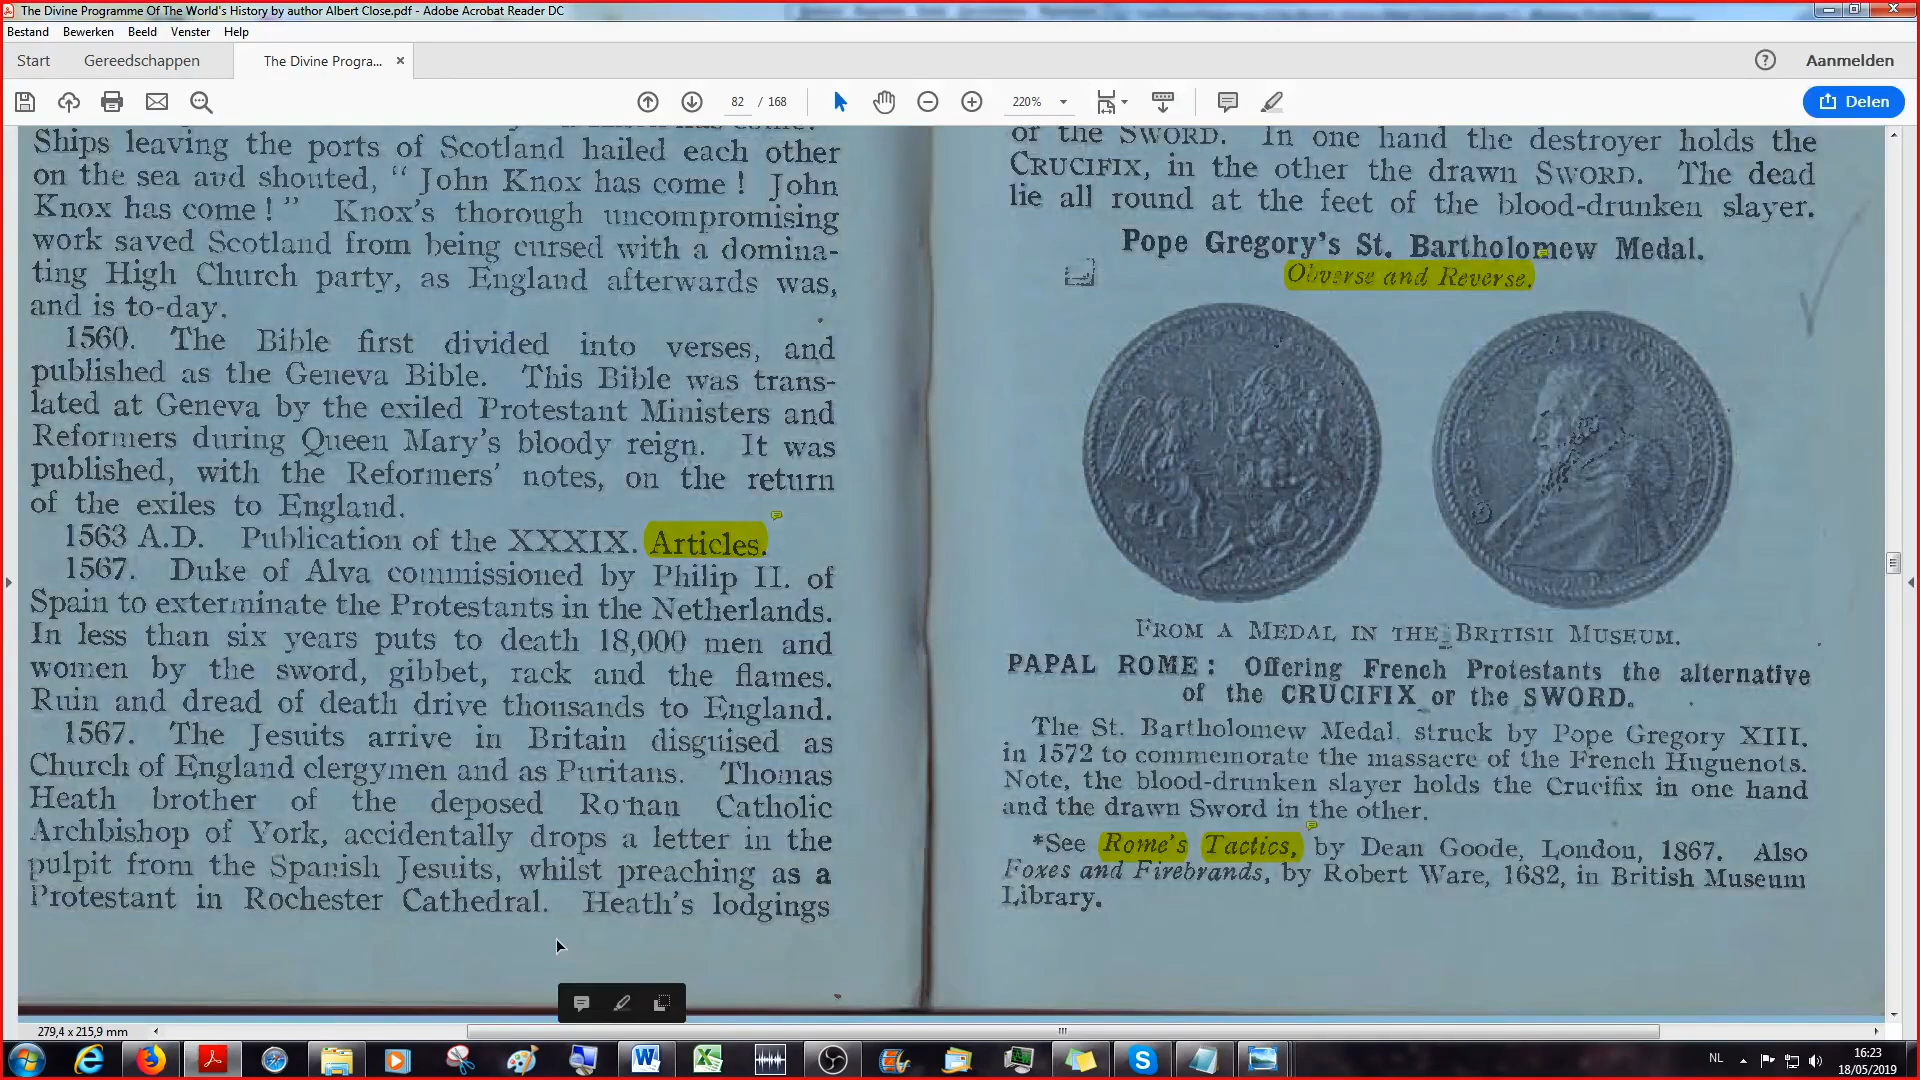 The Divine Programme Of The World's History by author Albert Close.pdf - Adobe Acrobat Reader DC
Bestand Bewerken Beeld Venster Help
Start Gereedschappen The Divine Progra... Aanmelden
82 / 168 220% Delen
Ships leaving the ports of Scotland hailed each other
on the sea and shouted, “ John Knox has come ! John
Knox has come ! ” Knox's thorough uncompromising
work saved Scotland from being cursed with a domina-
ting High Church party, as England afterwards was,
and is to-day.
1560. The Bible first divided into verses, and
published as the Geneva Bible. This Bible was trans-
lated at Geneva by the exiled Protestant Ministers and
Reformers during Queen Mary's bloody reign. It was
published, with the Reformers' notes, on the return
of the exiles to England.
1563 A.D. Publication of the XXXIX. Articles.
1567. Duke of Alva commissioned by Philip II. of
Spain to exterminate the Protestants in the Netherlands.
In less than six years puts to death 18,000 men and
women by the sword, gibbet, rack and the flames.
Ruin and dread of death drive thousands to England.
1567. The Jesuits arrive in Britain disguised as
Church of England clergymen and as Puritans. Thomas
Heath brother of the deposed Roman Catholic
Archbishop of York, accidentally drops a letter in the
pulpit from the Spanish Jesuits, whilst preaching as a
Protestant in Rochester Cathedral. Heath's lodgings
or the SWORD. In one hand the destroyer holds the
CRUCIFIX, in the other the drawn SWORD. The dead
lie all round at the feet of the blood-drunken slayer.
Pope Gregory's St. Bartholomew Medal.
Obverse and Reverse.
FROM A MEDAL IN THE BRITISH MUSEUM.
PAPAL ROME : Offering French Protestants the alternative
of the CRUCIFIX or the SWORD.
The St. Bartholomew Medal struck by Pope Gregory XIII.
in 1572 to commemorate the massacre of the French Huguenots.
Note, the blood-drunken slayer holds the Crucifix in one hand
and the drawn Sword in the other.
*See Rome's Tactics, by Dean Goode, London, 1867. Also
Foxes and Firebrands, by Robert Ware, 1682, in British Museum
Library.
279,4 x 215,9 mm
NL 16:23
18/05/2019